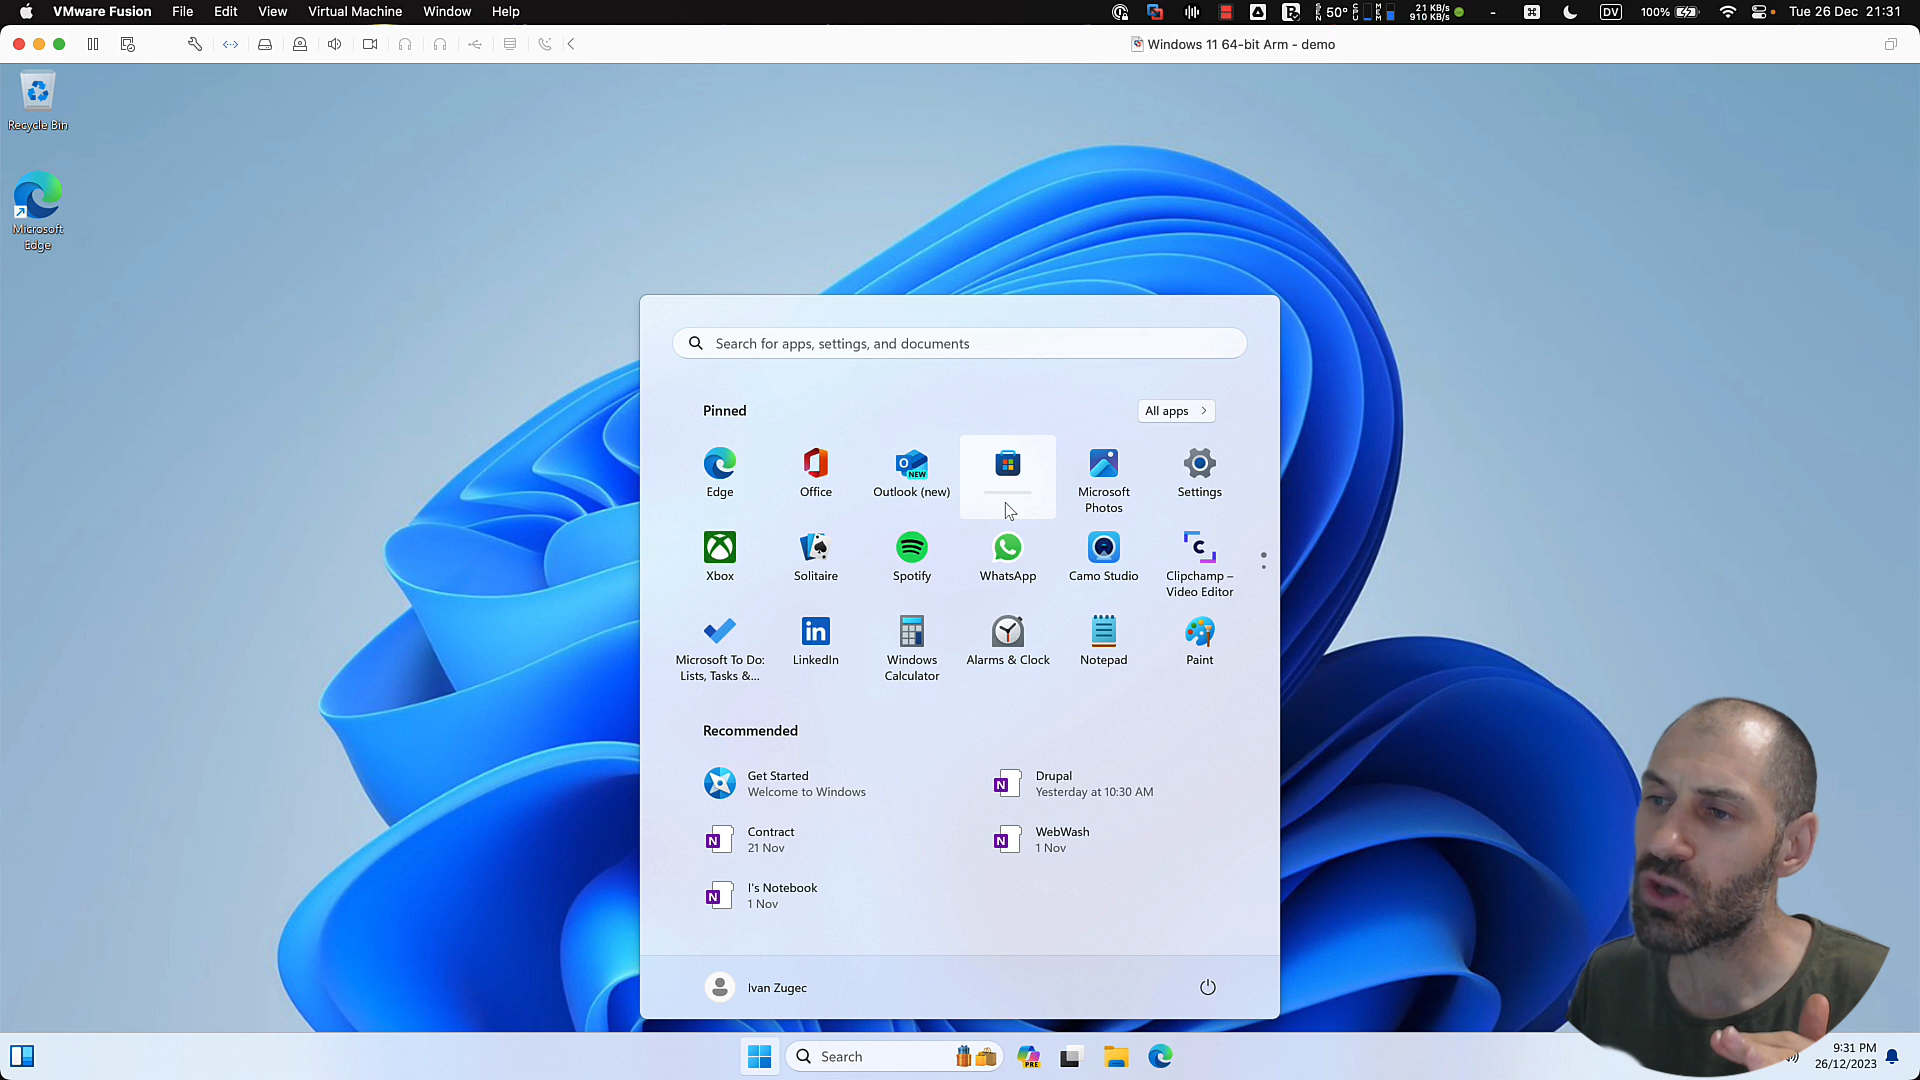 VMware Fusion File Edit View Virtual Machine Window Help
50° 21 KB/s 910 KB/s DV 100% Tue 26 Dec 21:31
Windows 11 64-bit Arm - demo
Recycle Bin
Microsoft
Edge
Search for apps, settings, and documents
Pinned
All apps
Edge
Office
NEW
Outlook (new)
Microsoft
Photos
Settings
Xbox
Solitaire
Spotify
WhatsApp
Camo Studio
Clipchamp –
Video Editor
Microsoft To Do:
Lists, Tasks &...
LinkedIn
Windows
Calculator
Alarms & Clock
Notepad
Paint
Recommended
Get Started
Welcome to Windows
Drupal
Yesterday at 10:30 AM
Contract
21 Nov
WebWash
1 Nov
I's Notebook
1 Nov
Ivan Zugec
Search
PRE
9:31 PM
26/12/2023